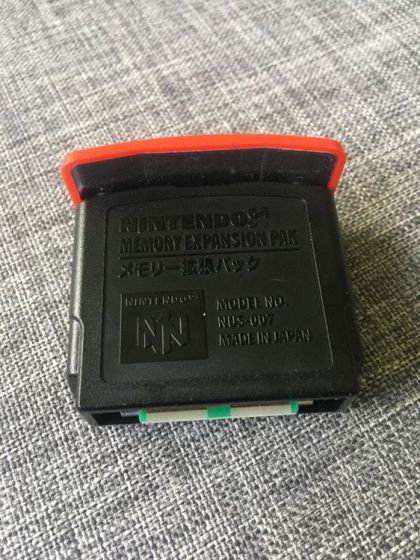 NINTENDO64
MEMORY EXPANSION PAK
メモリー拡張パック
NINTENDO64
N
MODEL NO.
NUS-007
MADE IN JAPAN